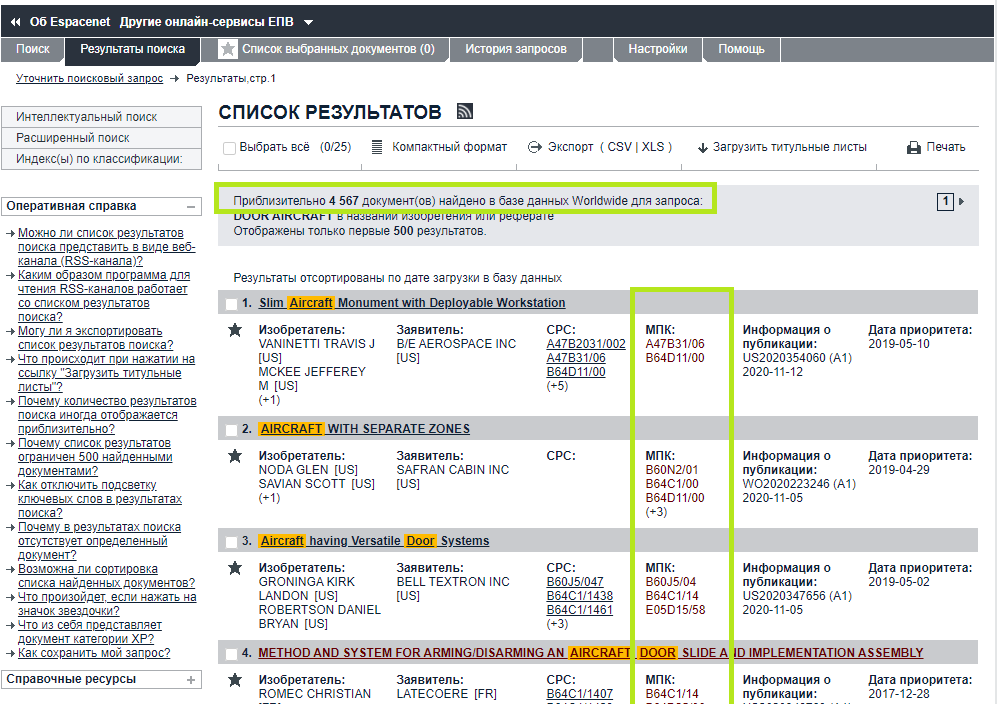 Об Espacenet Другие онлайн-сервисы ЕПВ
Поиск Результаты поиска Список выбранных документов (0) История запросов Настройки Помощь
Уточнить поисковый запрос → Результаты,стр.1
Интеллектуальный поиск
Расширенный поиск
Индекс(ы) по классификации:
Оперативная справка
Можно ли список результатов
поиска представить в виде веб-
канала (RSS-канала)?
Каким образом программа для
чтения RSS-каналов работает
со списком результатов
поиска?
Могу ли я экспортировать
список результатов поиска?
Что происходит при нажатии на
ссылку "Загрузить титульные
листы"?
Почему количество результатов
поиска иногда отображается
приблизительно?
Почему список результатов
ограничен 500 найденными
документами?
Как отключить подсветку
ключевых слов в результатах
поиска?
Почему в результатах поиска
отсутствует определенный
документ?
Возможна ли сортировка
списка найденных документов?
Что произойдет, если нажать на
значок звездочки?
Что из себя представляет
документ категории XP?
Как сохранить мой запрос?
Справочные ресурсы
СПИСОК РЕЗУЛЬТАТОВ
Выбрать всё (0/25) Компактный формат Экспорт ( CSV | XLS ) Загрузить титульные листы Печать
Приблизительно 4 567 документ(ов) найдено в базе данных Worldwide для запроса:
1
DOOR AIRCRAFT в названии изобретения или реферате
Отображены только первые 500 результатов.
Результаты отсортированы по дате загрузки в базу данных
1. Slim Aircraft Monument with Deployable Workstation
Изобретатель:
VANINETTI TRAVIS J
[US]
MCKEE JEFFEREY
M [US]
(+1)
Заявитель:
B/E AEROSPACE INC
[US]
CPC:
A47B2031/002
A47B31/06
B64D11/00
(+5)
МПК:
A47B31/06
B64D11/00
Информация о
публикации:
US2020354060 (A1)
2020-11-12
Дата приоритета:
2019-05-10
2. AIRCRAFT WITH SEPARATE ZONES
Изобретатель:
NODA GLEN [US]
SAVIAN SCOTT [US]
(+1)
Заявитель:
SAFRAN CABIN INC
[US]
CPC:
МПК:
B60N2/01
B64C1/00
B64D11/00
(+3)
Информация о
публикации:
WO2020223246 (A1)
2020-11-05
Дата приоритета:
2019-04-29
3. Aircraft having Versatile Door Systems
Изобретатель:
GRONINGA KIRK
LANDON [US]
ROBERTSON DANIEL
BRYAN [US]
Заявитель:
BELL TEXTRON INC
[US]
CPC:
B60J5/047
B64C1/1438
B64C1/1461
(+3)
МПК:
B60J5/04
B64C1/14
E05D15/58
Информация о
публикации:
US2020347656 (A1)
2020-11-05
Дата приоритета:
2019-05-02
4. METHOD AND SYSTEM FOR ARMING/DISARMING AN AIRCRAFT DOOR SLIDE AND IMPLEMENTATION ASSEMBLY
Изобретатель:
ROMEC CHRISTIAN
Заявитель:
LATECOERE [FR]
CPC:
B64C1/1407
МПК:
B64C1/14
Информация о
публикации:
Дата приоритета:
2017-12-28